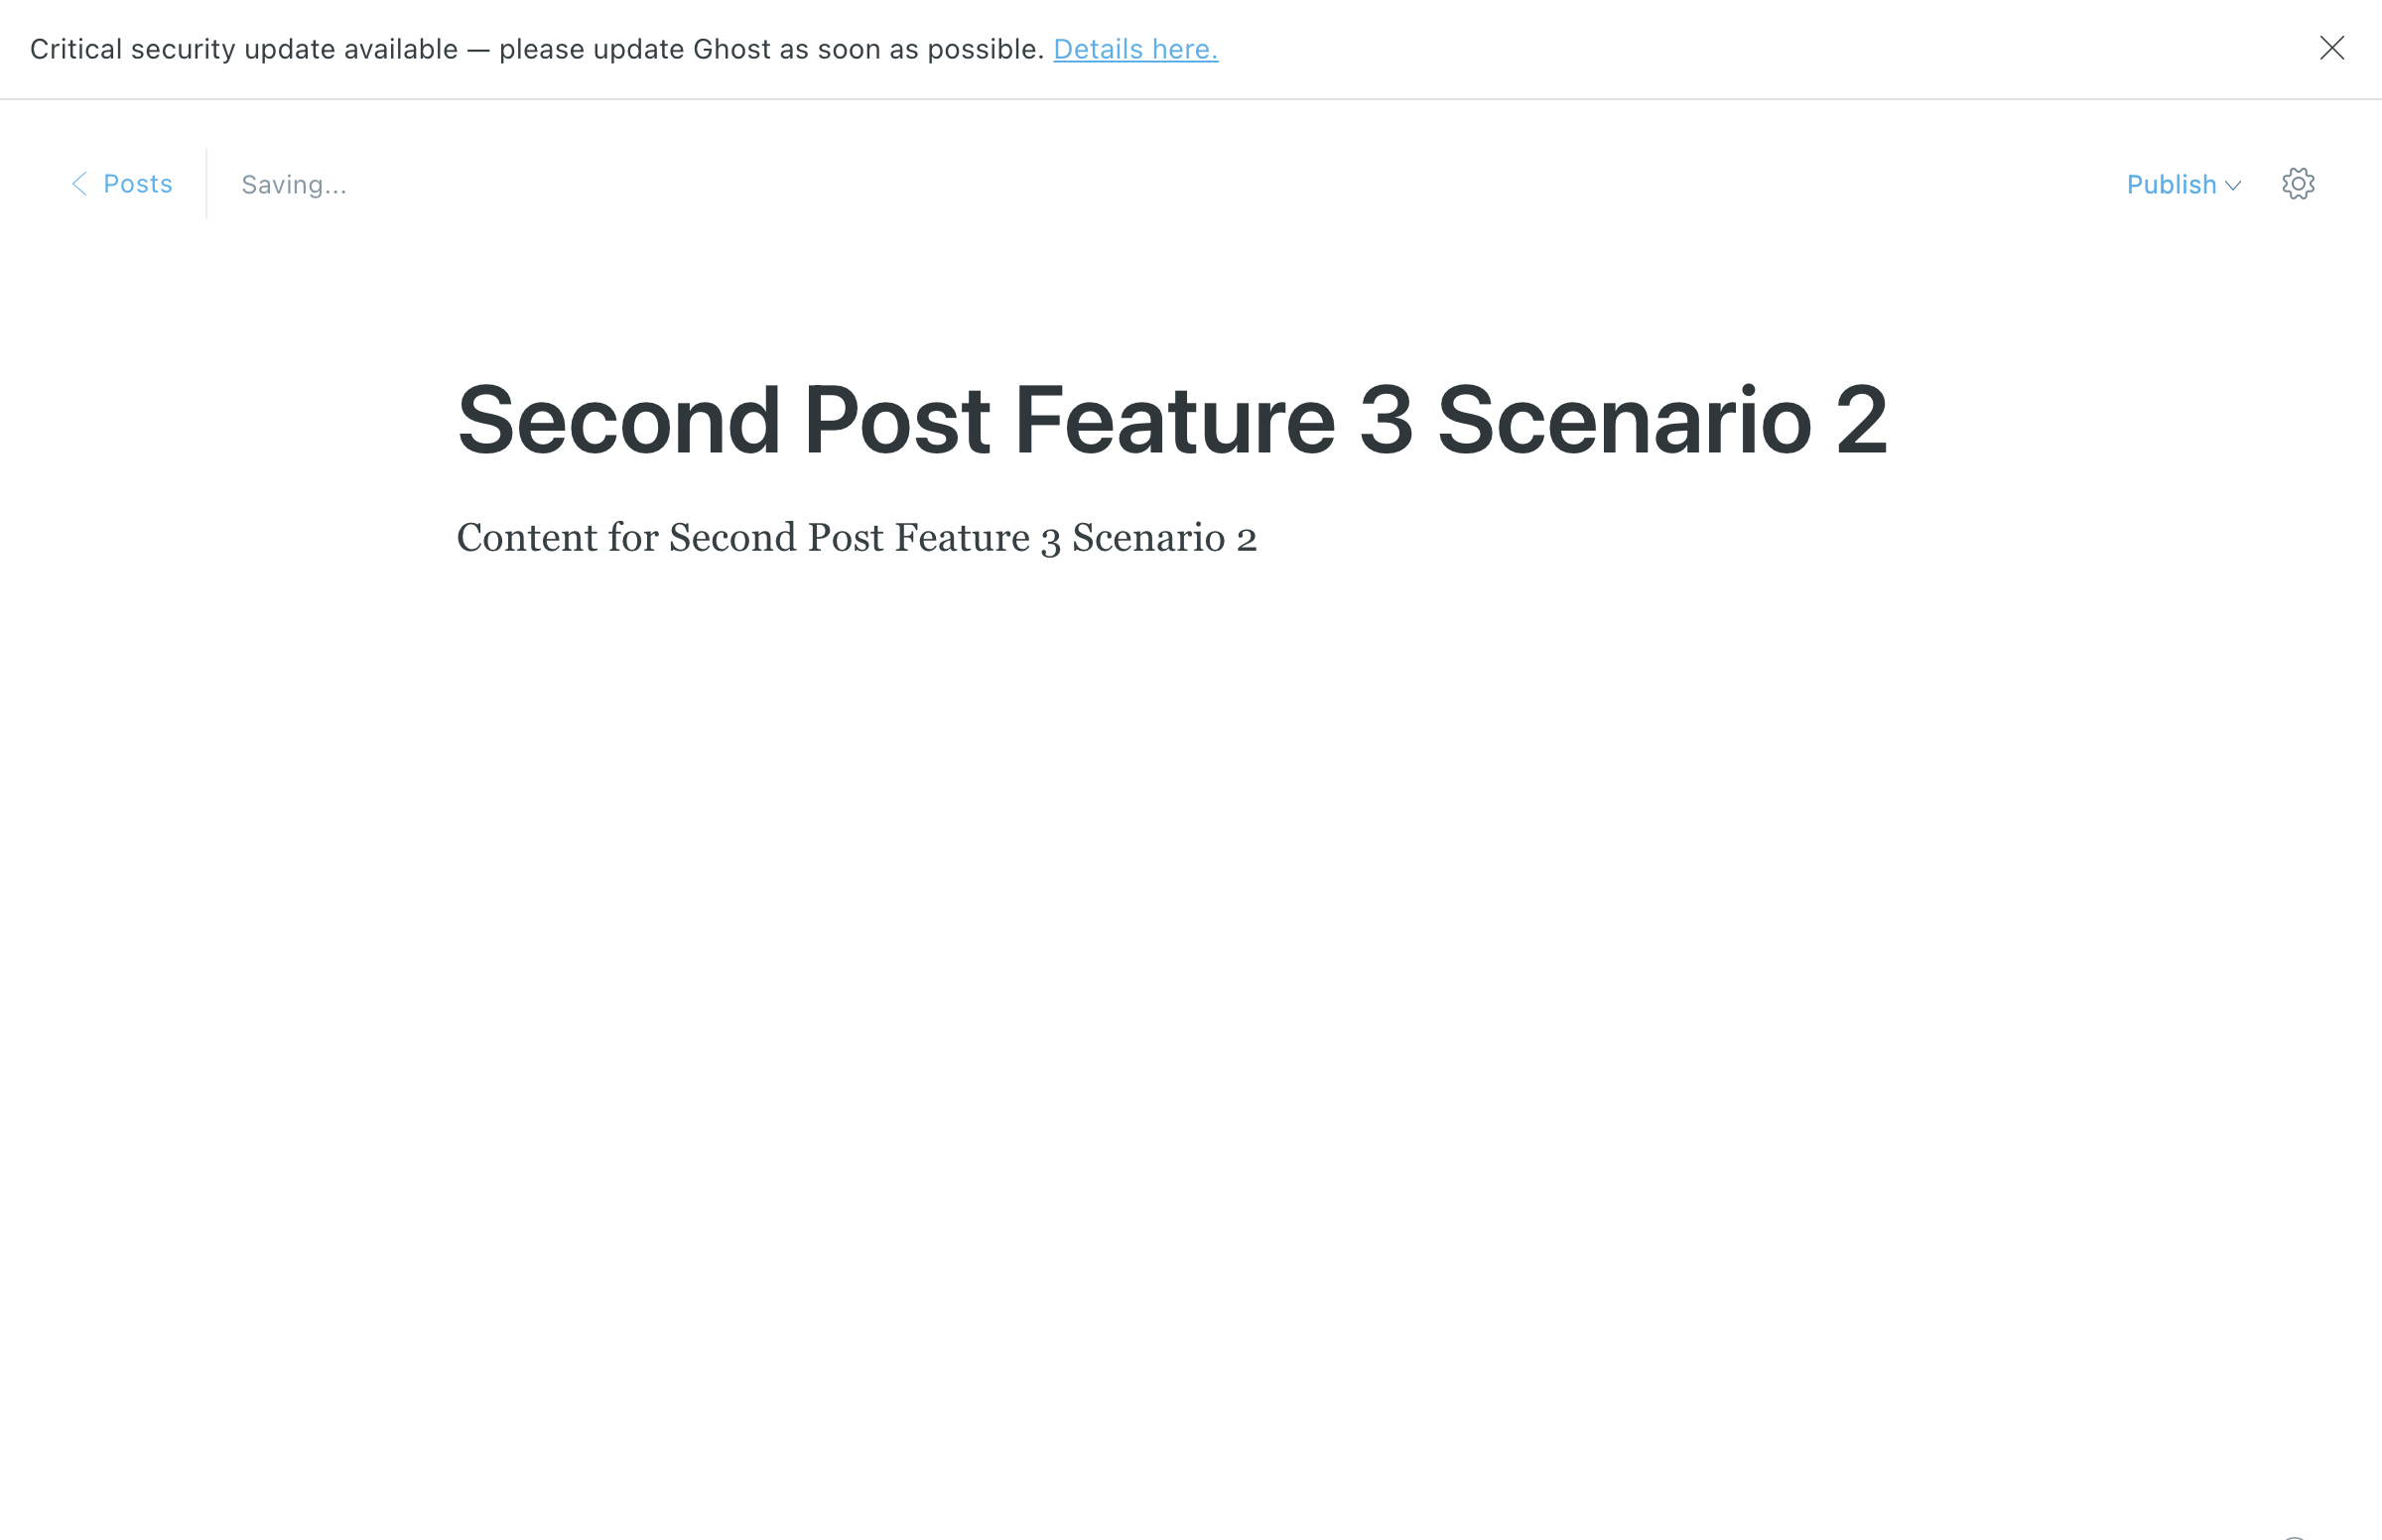 Critical security update available — please update Ghost as soon as possible. Details here.
Posts
Saving...
Publish
Second Post Feature 3 Scenario 2
Content for Second Post Feature 3 Scenario 2